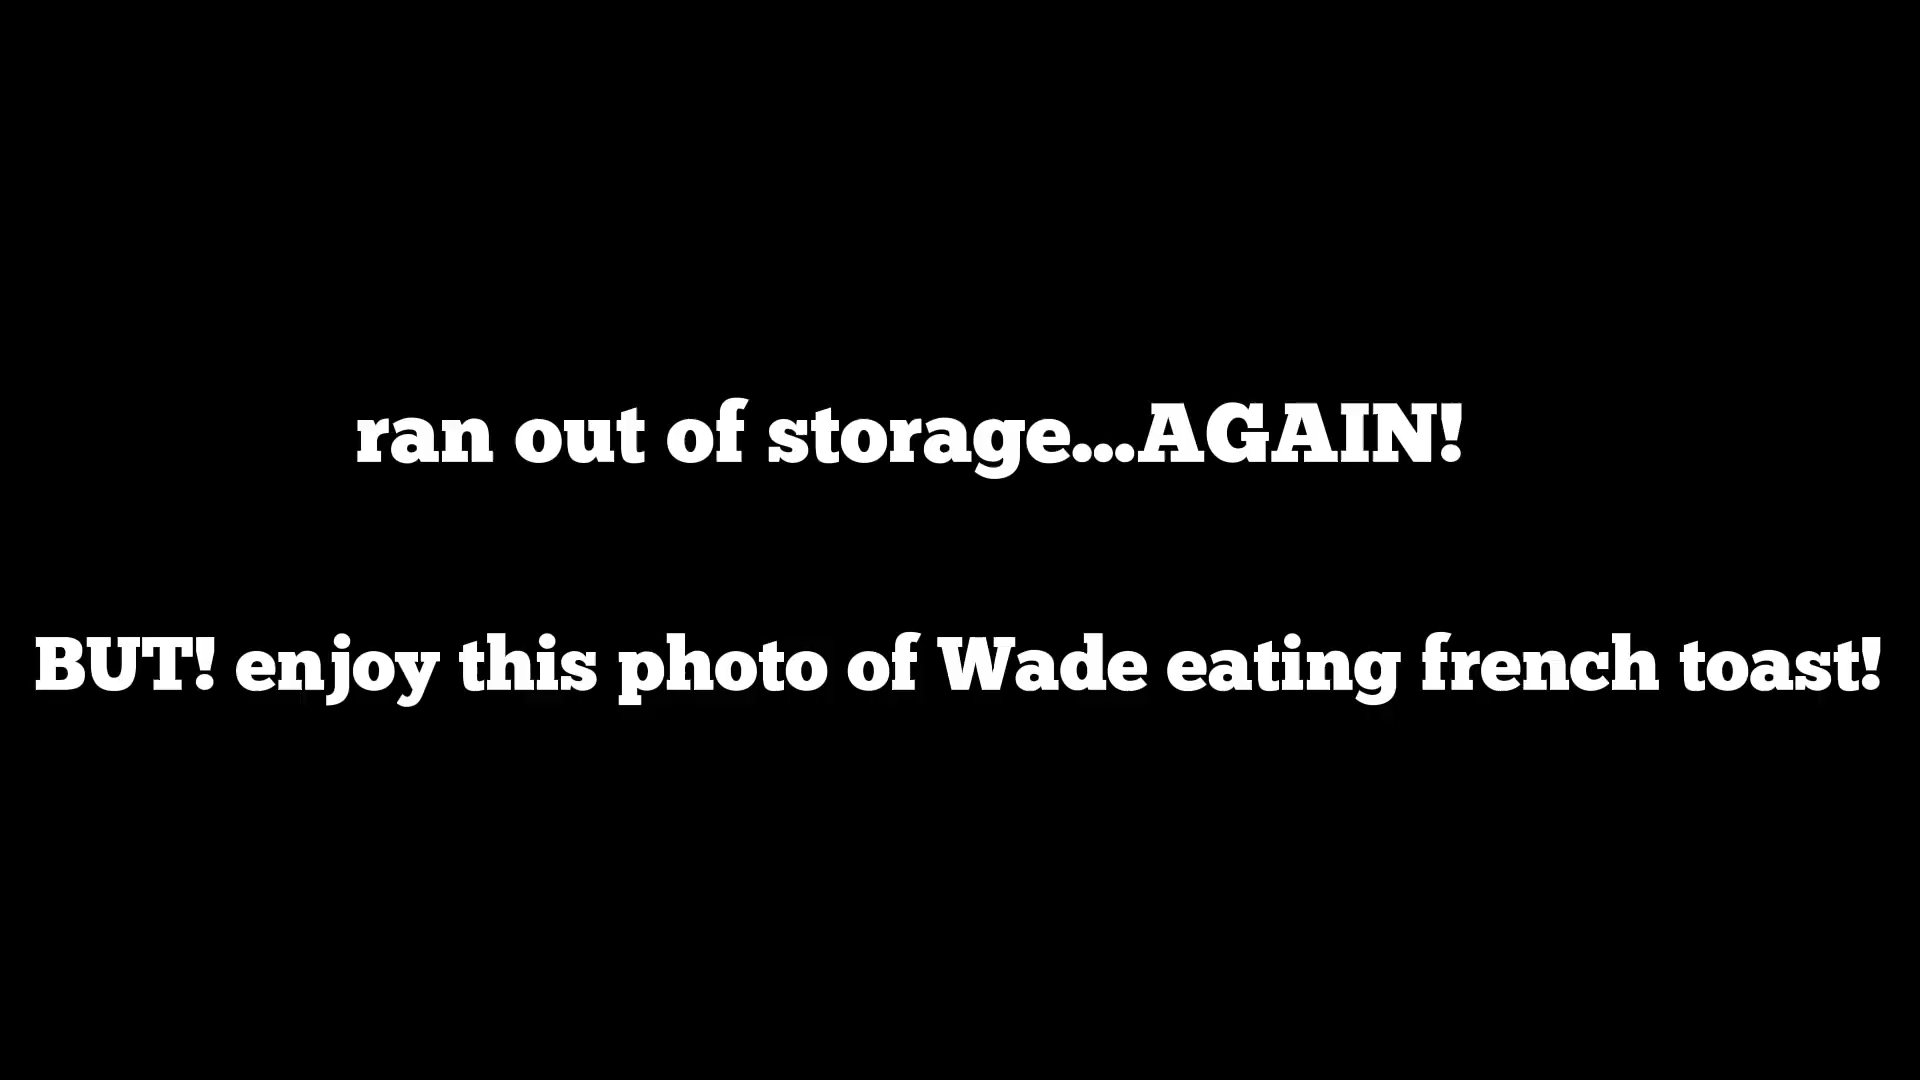 ran out of storage...AGAIN!
BUT! enjoy this photo of Wade eating french toast!